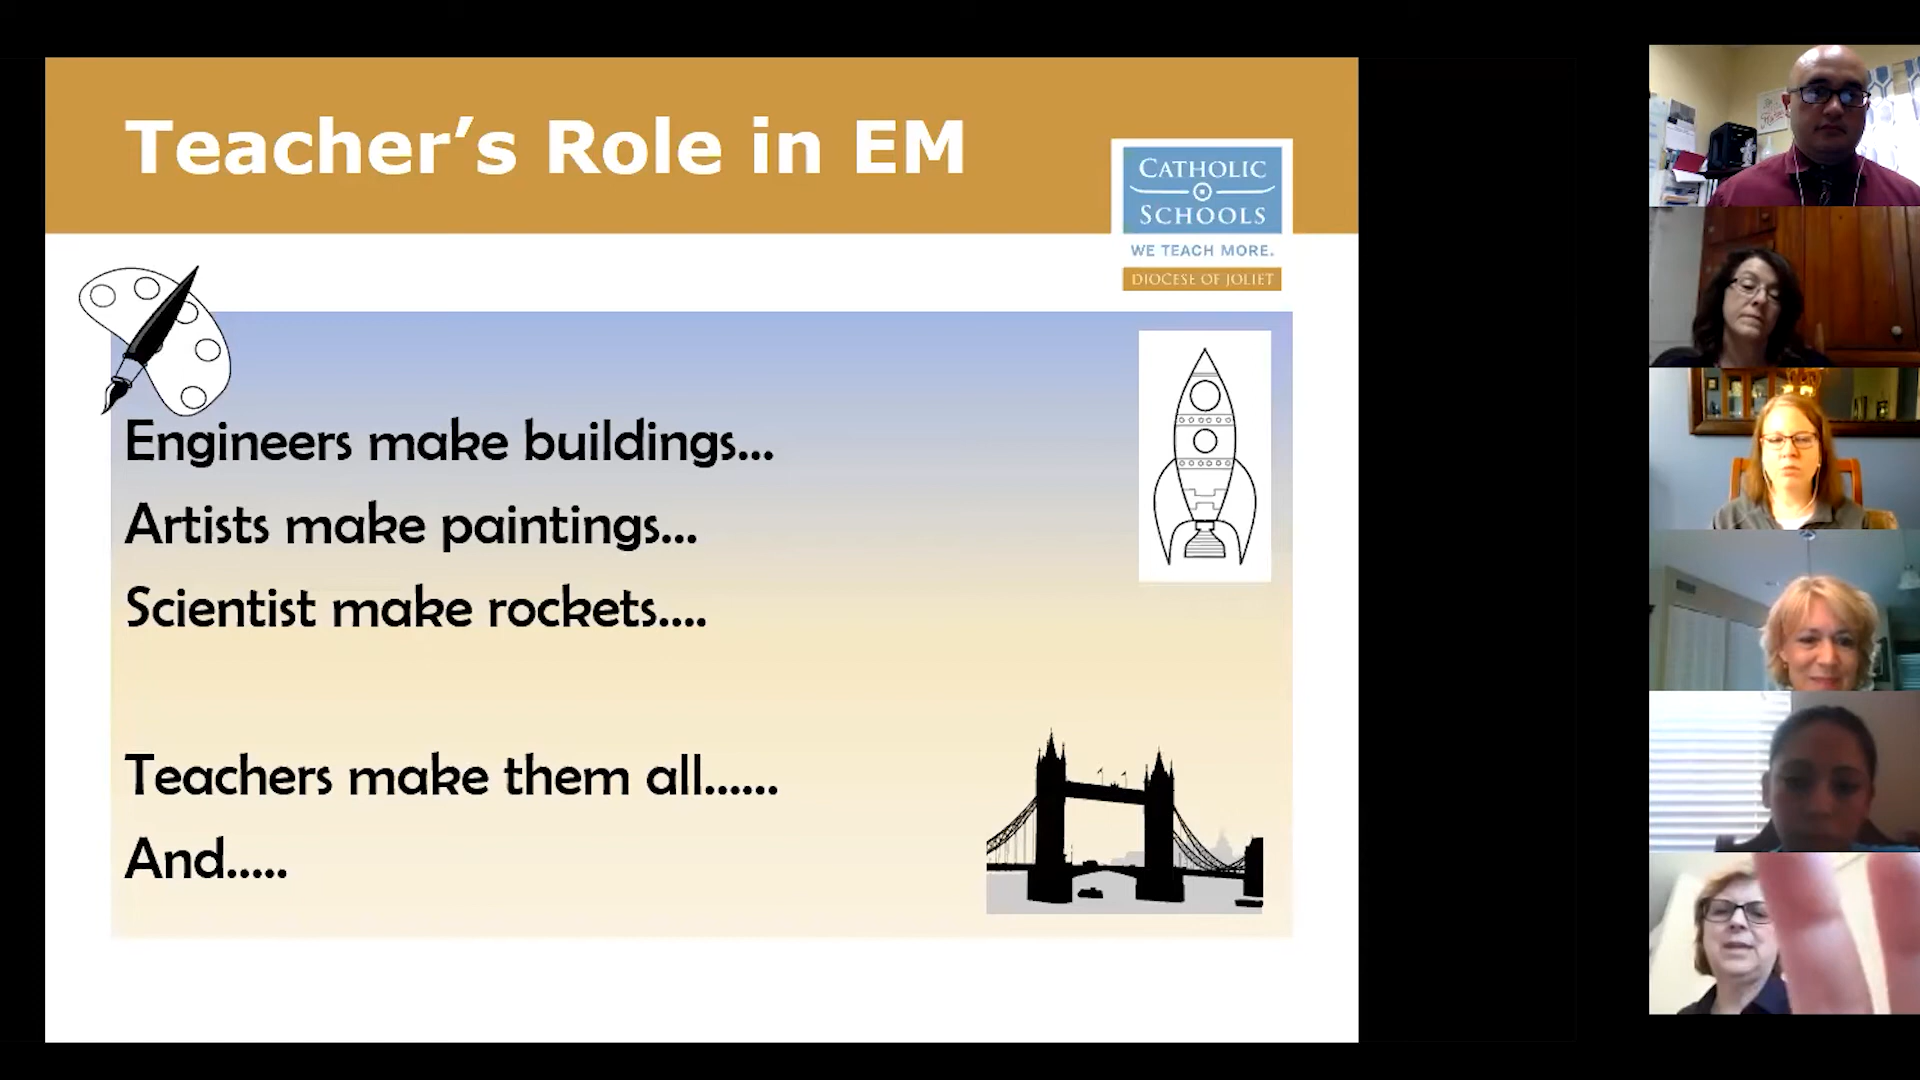 Teacher’s Role in EM
CATHOLIC
SCHOOLS
WE TEACH MORE.
DIOCESE OF JOLIET
Engineers make buildings...
Artists make paintings...
Scientist make rockets....
Teachers make them all......
And.....